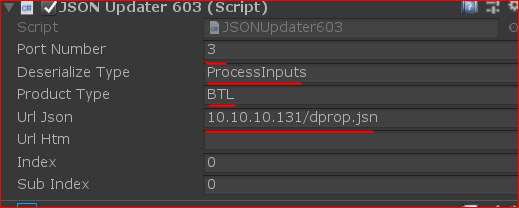 JSON Updater 603 (Script)
Script JSONUpdater603
Port Number 3
Deserialize Type ProcessInputs
Product Type BTL
Url Json 10.10.10.131/dprop.jsn
Url Htm
Index 0
Sub Index 0